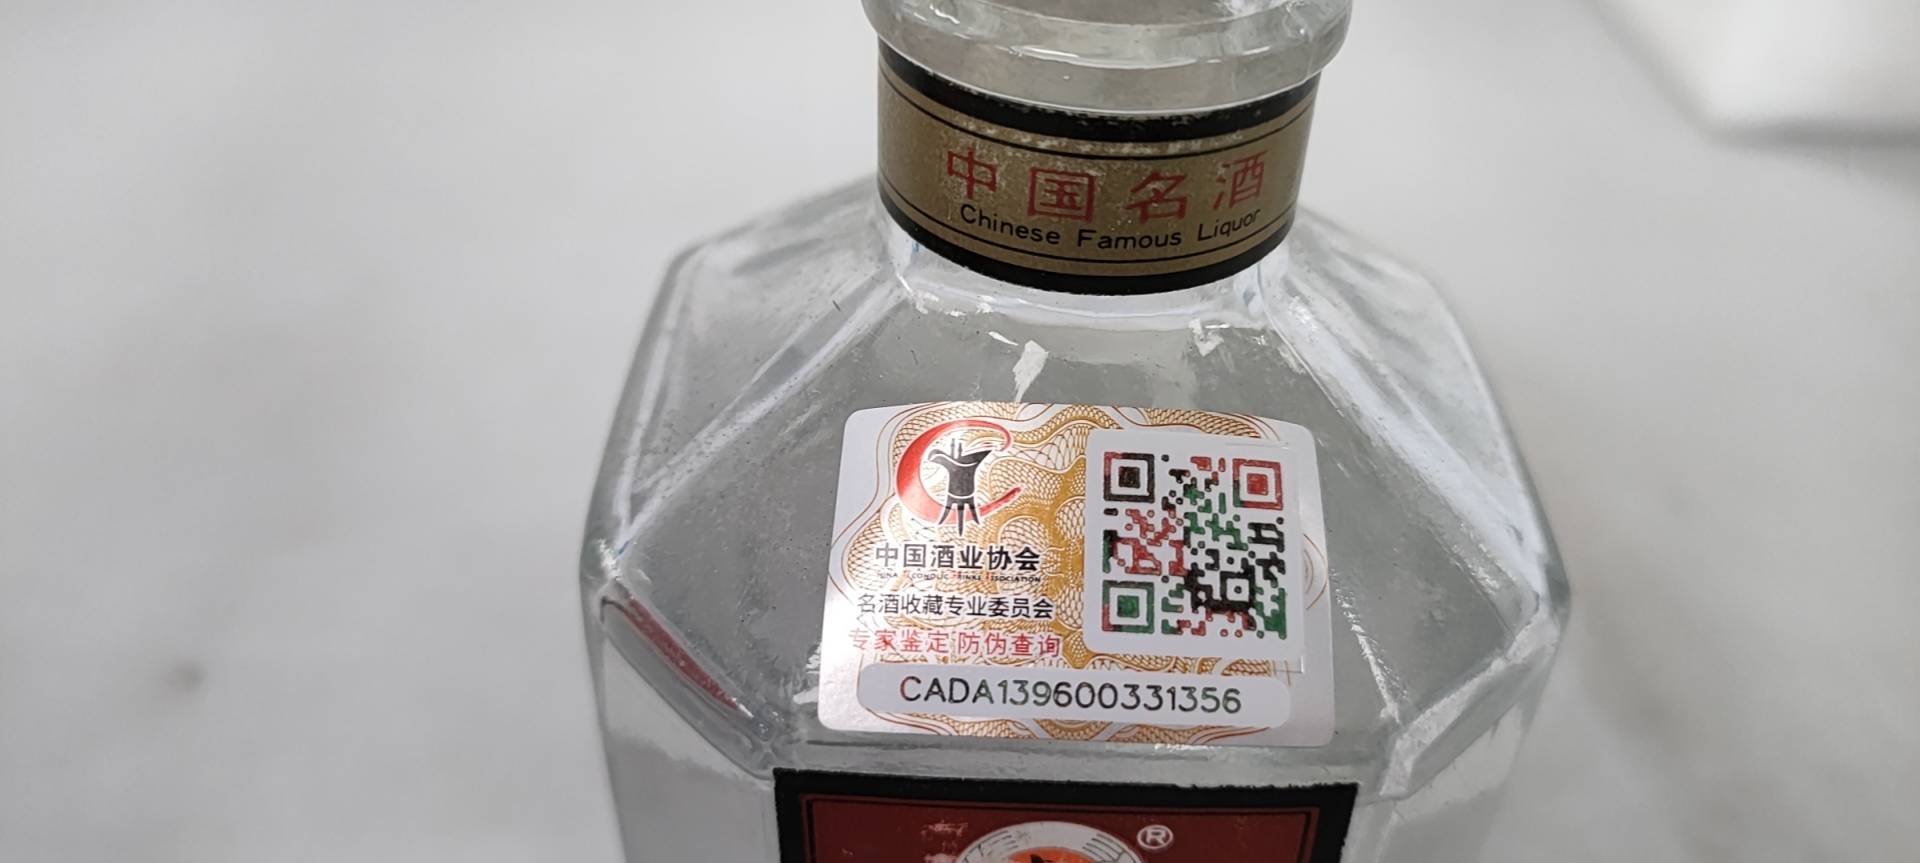 中国名酒
Chinese Famous Liquor
中国酒业协会
名酒收藏专业委员会
专家鉴定 防伪查询
CADA139600331356
®